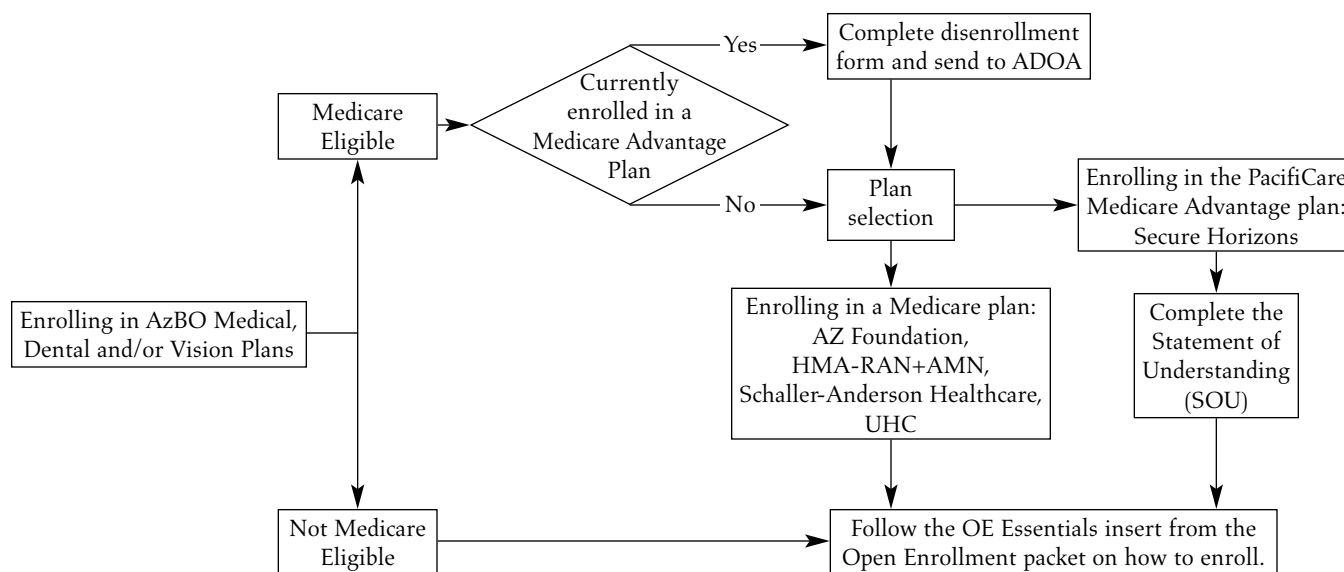 Yes
Complete disenrollment
form and send to ADOA
Currently
enrolled in a
Medicare Advantage
Plan
Medicare
Eligible
No
Plan
selection
Enrolling in the PacifiCare
Medicare Advantage plan:
Secure Horizons
Enrolling in AzBO Medical,
Dental and/or Vision Plans
Enrolling in a Medicare plan:
AZ Foundation,
HMA-RAN+AMN,
Schaller-Anderson Healthcare,
UHC
Complete the
Statement of
Understanding
(SOU)
Not Medicare
Eligible
Follow the OE Essentials insert from the
Open Enrollment packet on how to enroll.